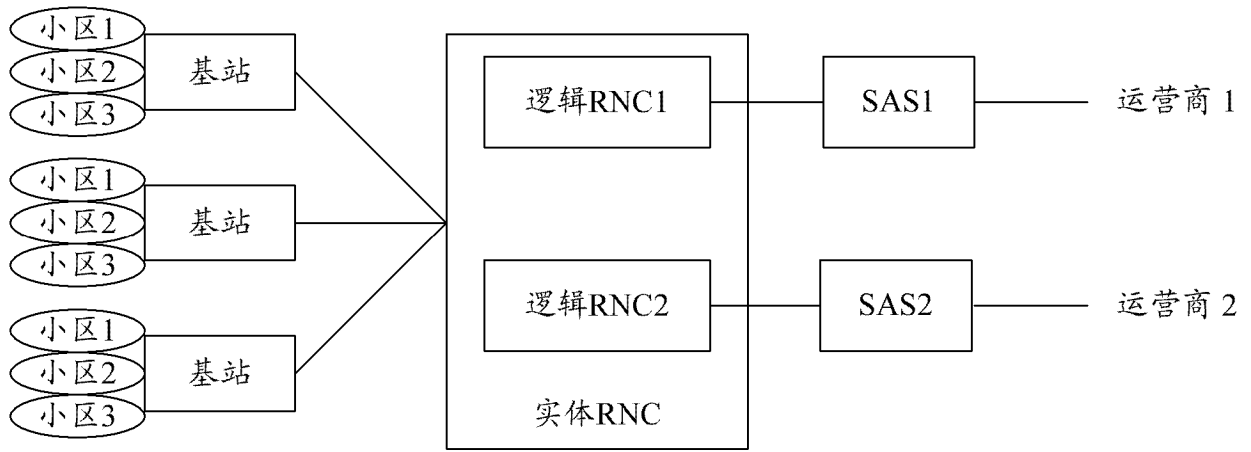 小区1
小区2
小区3
基站
小区1
小区2
小区3
基站
小区1
小区2
小区3
基站
逻辑RNC1
逻辑RNC2
实体RNC
SAS1
SAS2
运营商 1
运营商 2